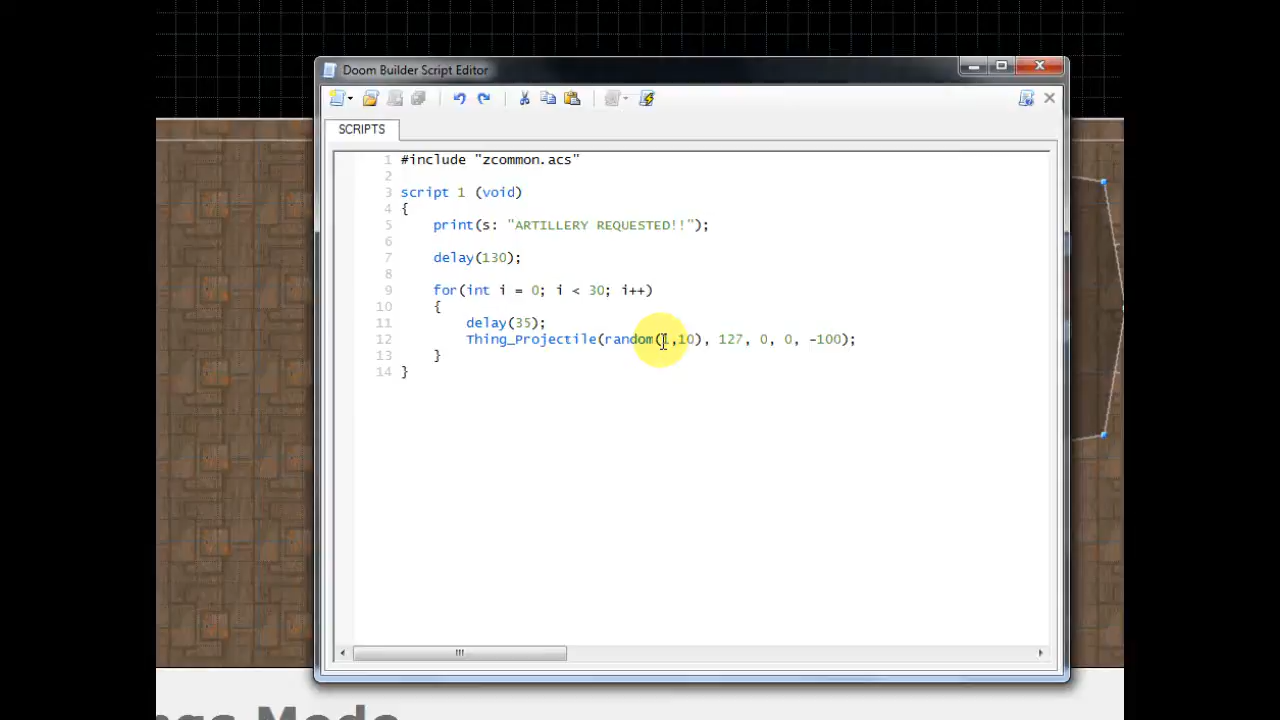 Doom Builder Script Editor
SCRIPTS
1 #include "zcommon.acs"
2
3 script 1 (void)
4 {
5 print(s: "ARTILLERY REQUESTED!!");
6
7 delay(130);
8
9 for(int i = 0; i < 30; i++)
10 {
11 delay(35);
12 Thing_Projectile(random(1,10), 127, 0, 0, -100);
13 }
14 }
Mode